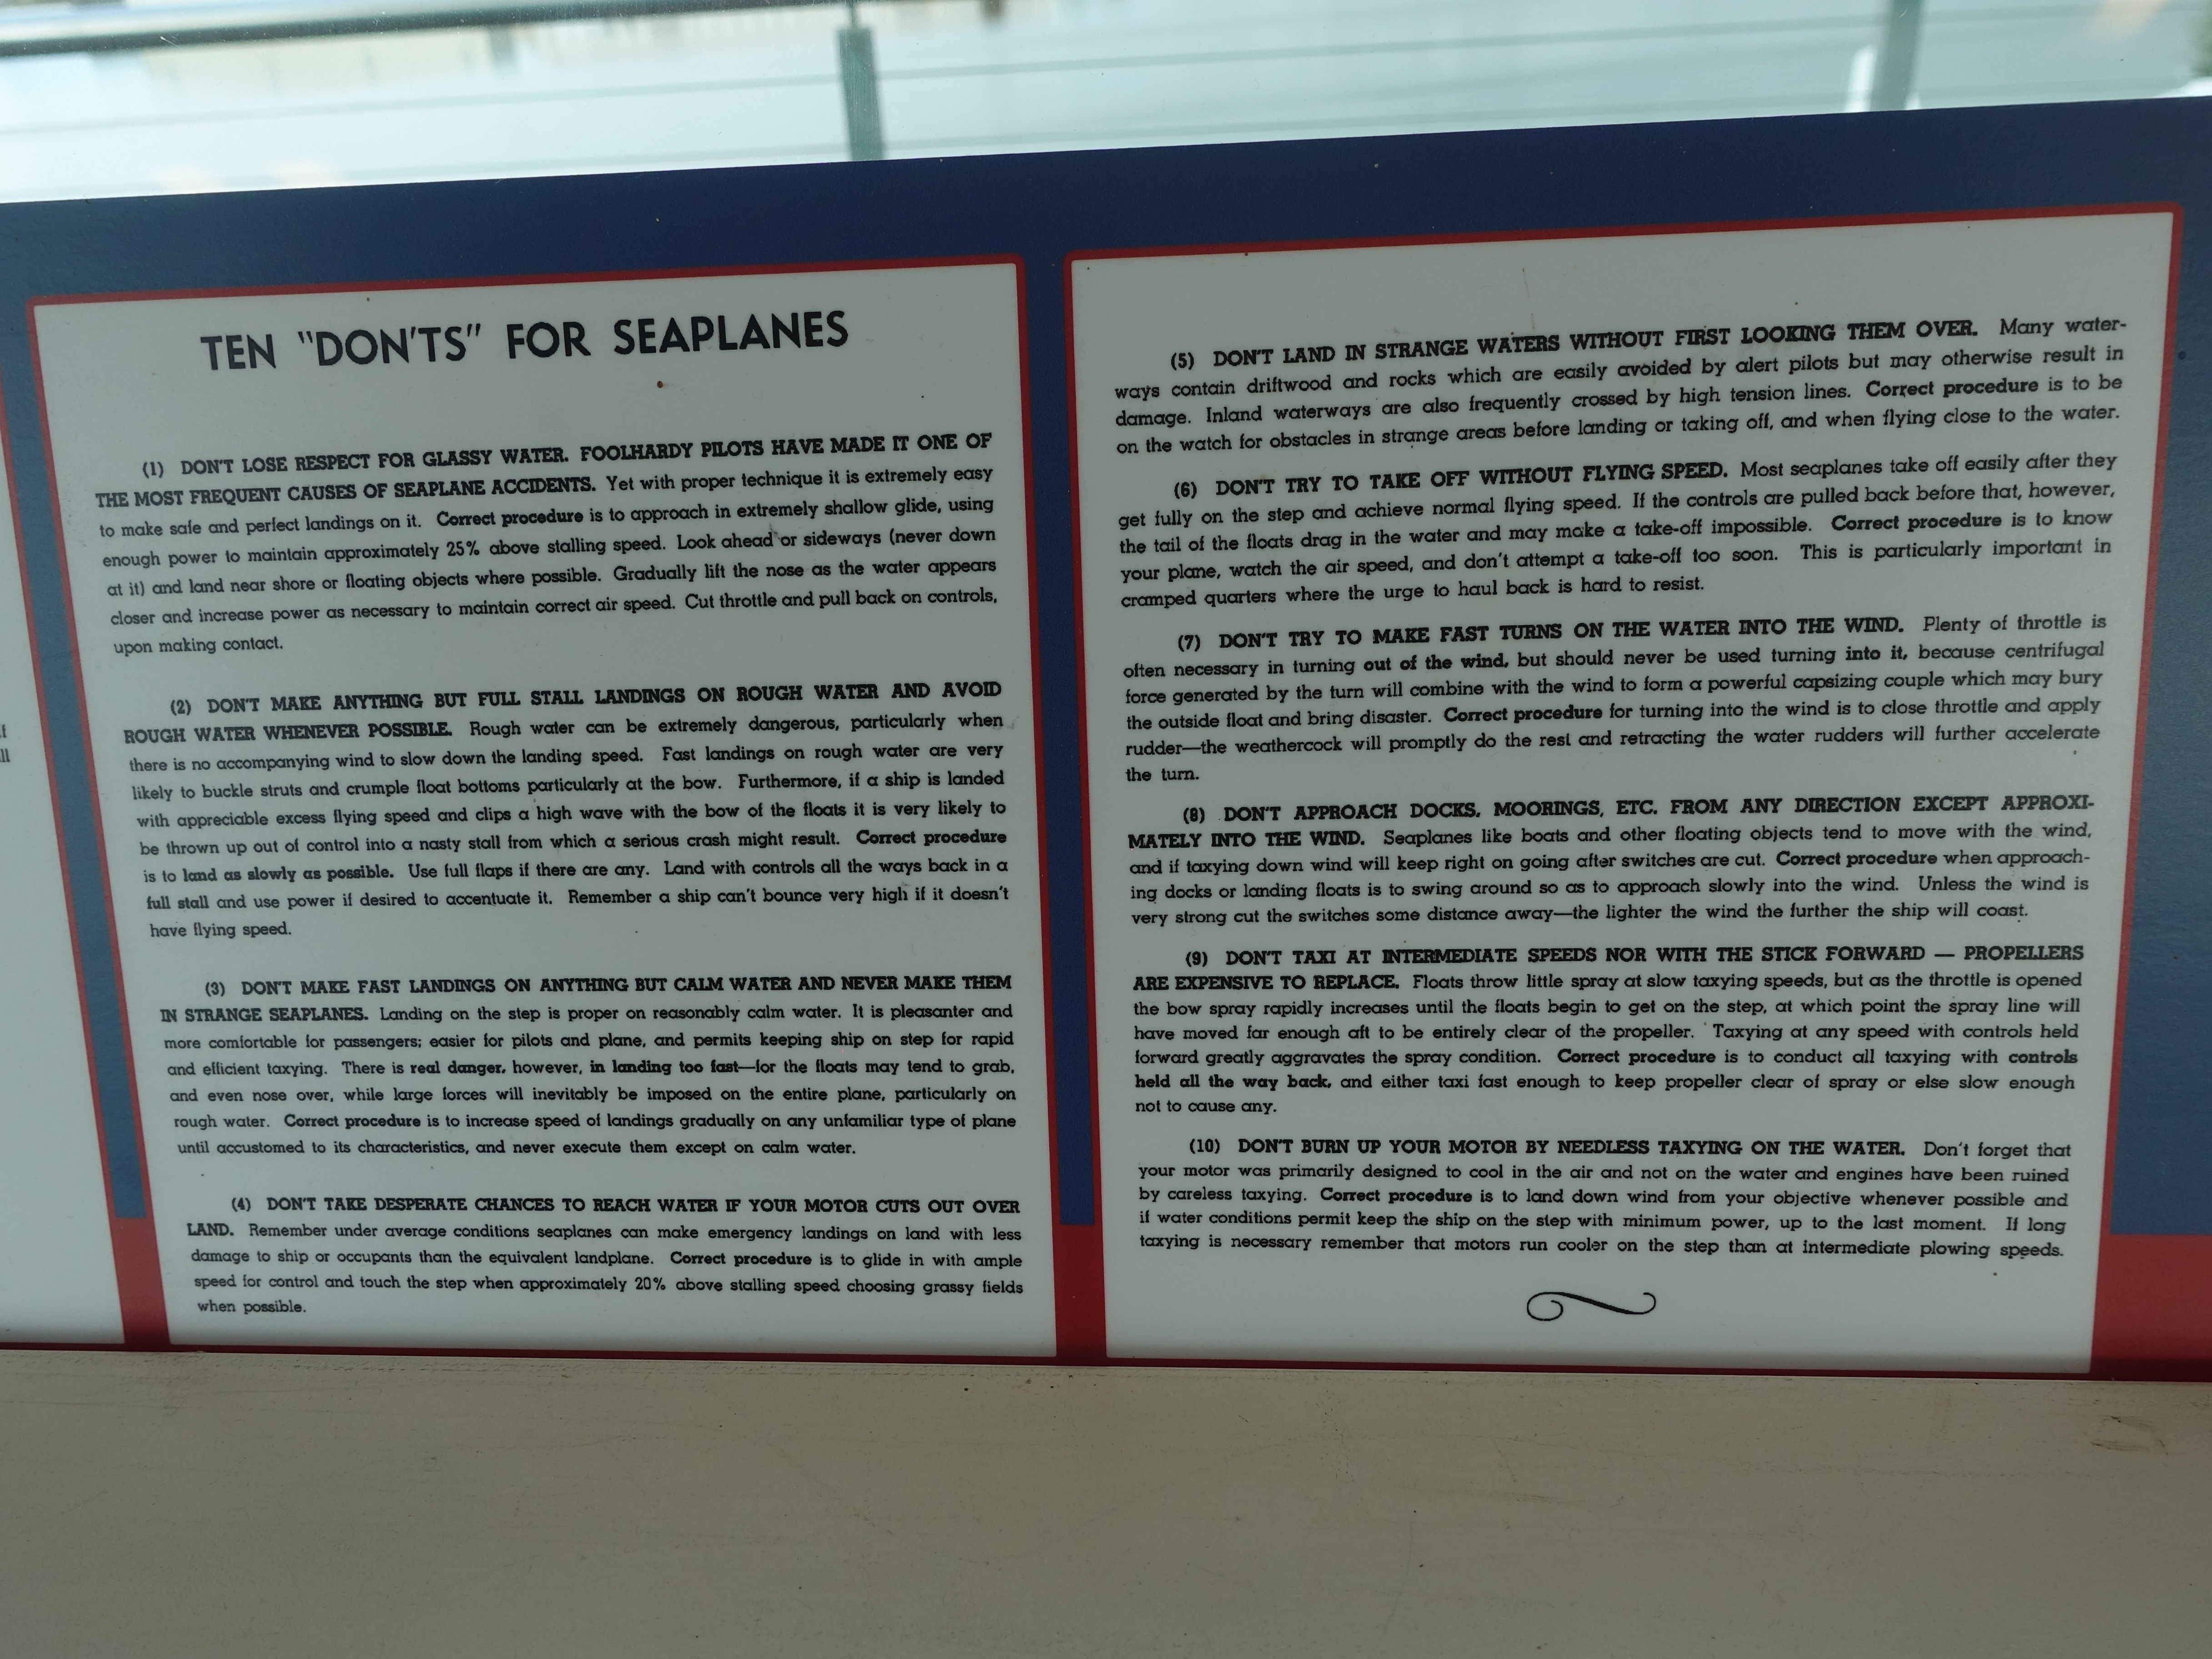 TEN "DON'TS" FOR SEAPLANES
(1) DON'T LOSE RESPECT FOR GLASSY WATER. FOOLHARDY PILOTS HAVE MADE IT ONE OF
THE MOST FREQUENT CAUSES OF SEAPLANE ACCIDENTS. Yet with proper technique it is extremely easy
to make safe and perfect landings on it. Correct procedure is to approach in extremely shallow glide, using
enough power to maintain approximately 25% above stalling speed. Look ahead or sideways (never down
at it) and land near shore or floating objects where possible. Gradually lift the nose as the water appears
closer and increase power as necessary to maintain correct air speed. Cut throttle and pull back on controls,
upon making contact.
(2) DON'T MAKE ANYTHING BUT FULL STALL LANDINGS ON ROUGH WATER AND AVOID
ROUGH WATER WHENEVER POSSIBLE. Rough water can be extremely dangerous, particularly when
there is no accompanying wind to slow down the landing speed. Fast landings on rough water are very
likely to buckle struts and crumple float bottoms particularly at the bow. Furthermore, if a ship is landed
with appreciable excess flying speed and clips a high wave with the bow of the floats it is very likely to
be thrown up out of control into a nasty stall from which a serious crash might result. Correct procedure
is to land as slowly as possible. Use full flaps if there are any. Land with controls all the ways back in a
full stall and use power if desired to accentuate it. Remember a ship can't bounce very high if it doesn't
have flying speed.
(3) DON'T MAKE FAST LANDINGS ON ANYTHING BUT CALM WATER AND NEVER MAKE THEM
IN STRANGE SEAPLANES. Landing on the step is proper on reasonably calm water. It is pleasanter and
more comfortable for passengers; easier for pilots and plane, and permits keeping ship on step for rapid
and efficient taxying. There is real danger, however, in landing too fast—for the floats may tend to grab,
and even nose over, while large forces will inevitably be imposed on the entire plane, particularly on
rough water. Correct procedure is to increase speed of landings gradually on any unfamiliar type of plane
until accustomed to its characteristics, and never execute them except on calm water.
(4) DON'T TAKE DESPERATE CHANCES TO REACH WATER IF YOUR MOTOR CUTS OUT OVER
LAND. Remember under average conditions seaplanes can make emergency landings on land with less
damage to ship or occupants than the equivalent landplane. Correct procedure is to glide in with ample
speed for control and touch the step when approximately 20% above stalling speed choosing grassy fields
when possible.
(5) DON'T LAND IN STRANGE WATERS WITHOUT FIRST LOOKING THEM OVER. Many water-
ways contain driftwood and rocks which are easily avoided by alert pilots but may otherwise result in
damage. Inland waterways are also frequently crossed by high tension lines. Correct procedure is to be
on the watch for obstacles in strange areas before landing or taking off, and when flying close to the water.
(6) DON'T TRY TO TAKE OFF WITHOUT FLYING SPEED. Most seaplanes take off easily after they
get fully on the step and achieve normal flying speed. If the controls are pulled back before that, however,
the tail of the floats drag in the water and may make a take-off impossible. Correct procedure is to know
your plane, watch the air speed, and don't attempt a take-off too soon. This is particularly important in
cramped quarters where the urge to haul back is hard to resist.
(7) DON'T TRY TO MAKE FAST TURNS ON THE WATER INTO THE WIND. Plenty of throttle is
often necessary in turning out of the wind, but should never be used turning into it, because centrifugal
force generated by the turn will combine with the wind to form a powerful capsizing couple which may bury
the outside float and bring disaster. Correct procedure for turning into the wind is to close throttle and apply
rudder—the weathercock will promptly do the rest and retracting the water rudders will further accelerate
the turn.
(8) DON'T APPROACH DOCKS, MOORINGS, ETC. FROM ANY DIRECTION EXCEPT APPROXI-
MATELY INTO THE WIND. Seaplanes like boats and other floating objects tend to move with the wind,
and if taxying down wind will keep right on going after switches are cut. Correct procedure when approach-
ing docks or landing floats is to swing around so as to approach slowly into the wind. Unless the wind is
very strong cut the switches some distance away—the lighter the wind the further the ship will coast.
(9) DON'T TAXI AT INTERMEDIATE SPEEDS NOR WITH THE STICK FORWARD — PROPELLERS
ARE EXPENSIVE TO REPLACE. Floats throw little spray at slow taxying speeds, but as the throttle is opened
the bow spray rapidly increases until the floats begin to get on the step, at which point the spray line will
have moved far enough aft to be entirely clear of the propeller. Taxying at any speed with controls held
forward greatly aggravates the spray condition. Correct procedure is to conduct all taxying with controls
held all the way back, and either taxi fast enough to keep propeller clear of spray or else slow enough
not to cause any.
(10) DON'T BURN UP YOUR MOTOR BY NEEDLESS TAXYING ON THE WATER. Don't forget that
your motor was primarily designed to cool in the air and not on the water and engines have been ruined
by careless taxying. Correct procedure is to land down wind from your objective whenever possible and
if water conditions permit keep the ship on the step with minimum power, up to the last moment. If long
taxying is necessary remember that motors run cooler on the step than at intermediate plowing speeds.